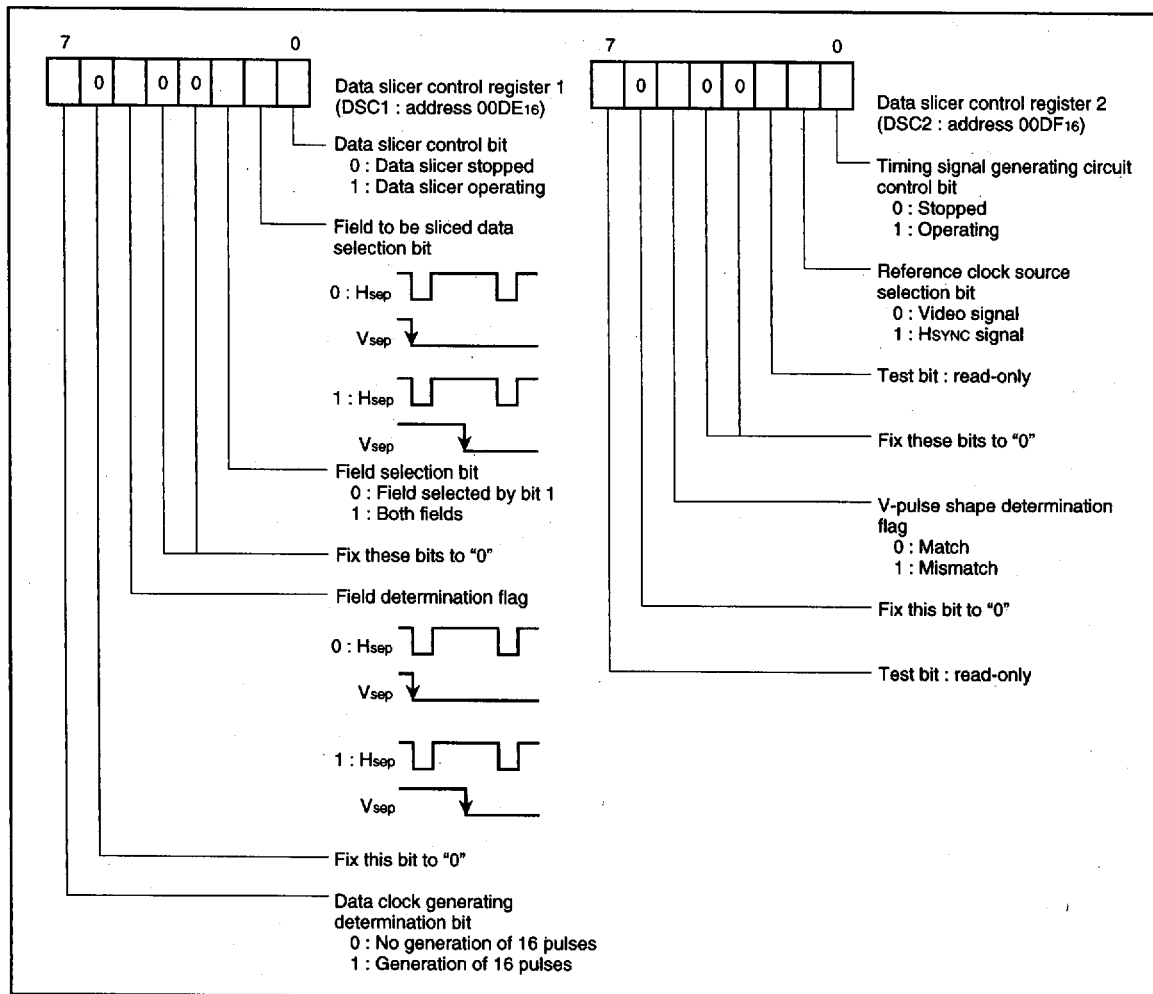 7 0
0 0 0
Data slicer control register 1
(DSC1 : address 00DE16)
Data slicer control bit
0 : Data slicer stopped
1 : Data slicer operating
Field to be sliced data
selection bit
0 : Hsep
Vsep
1 : Hsep
Vsep
Field selection bit
0 : Field selected by bit 1
1 : Both fields
Fix these bits to “0”
Field determination flag
0 : Hsep
Vsep
1 : Hsep
Vsep
Fix this bit to “0”
Data clock generating
determination bit
0 : No generation of 16 pulses
1 : Generation of 16 pulses
7 0
0 0 0
Data slicer control register 2
(DSC2 : address 00DF16)
Timing signal generating circuit
control bit
0 : Stopped
1 : Operating
Reference clock source
selection bit
0 : Video signal
1 : HSYNC signal
Test bit : read-only
Fix these bits to “0”
V-pulse shape determination
flag
0 : Match
1 : Mismatch
Fix this bit to “0”
Test bit : read-only